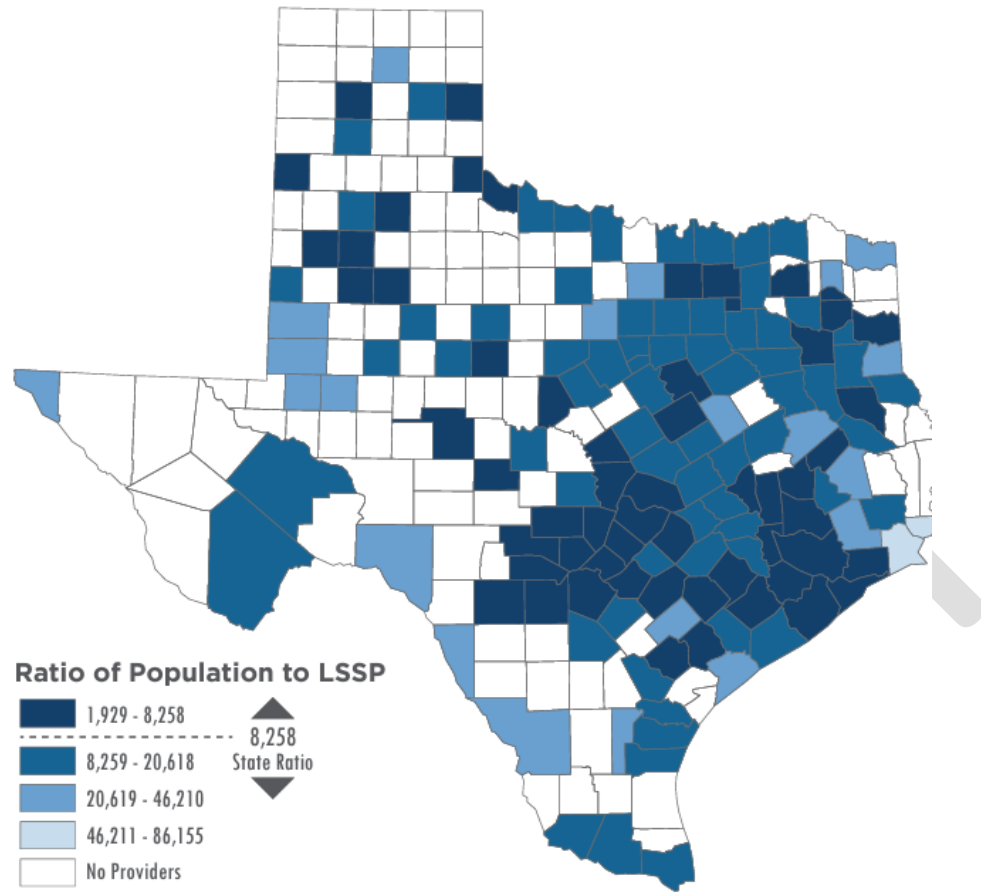 Ratio of Population to LSSP
1,929 - 8,258
8,258
State Ratio
8,259 - 20,618
20,619 - 46,210
46,211 - 86,155
No Providers